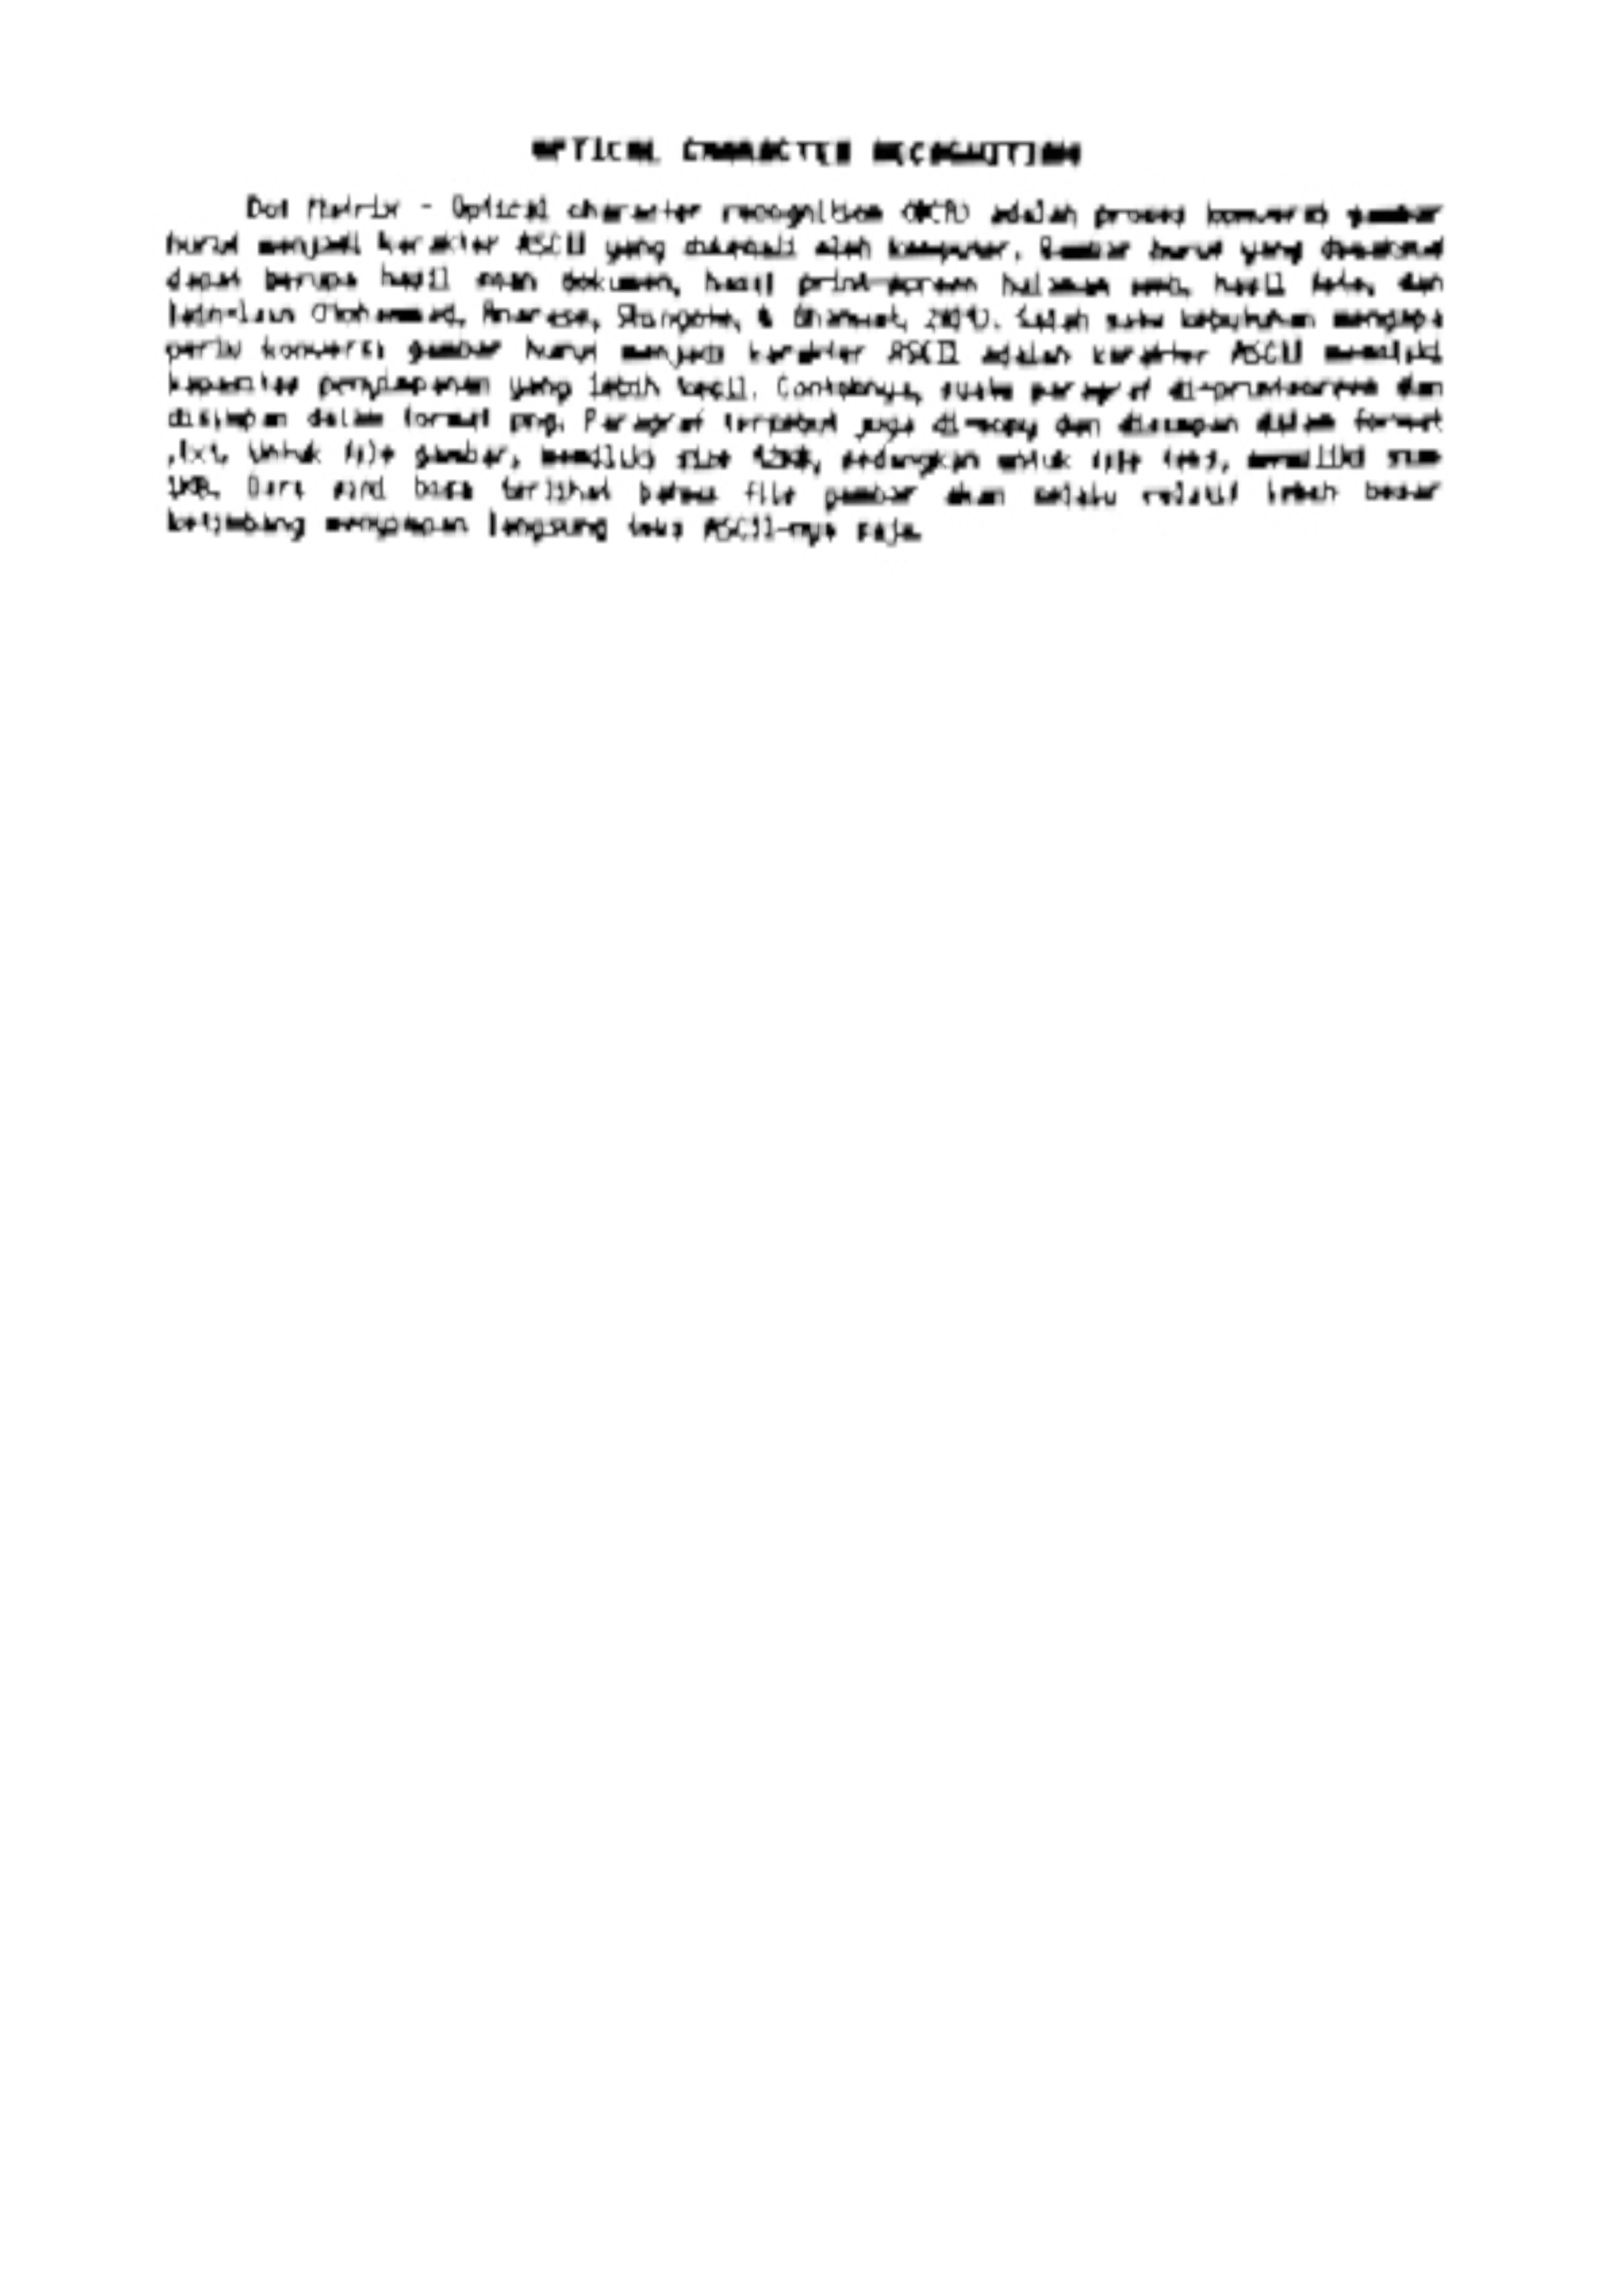 OPTICAL CHARACTER RECOGNITION
Dot Matrix - Optical character recognition (OCR) adalah proses konversi gambar
huruf menjadi karakter ASCII yang dikenali oleh komputer. Gambar huruf yang dimaksud
dapat berupa hasil scan dokumen, hasil print-screen halaman web, hasil foto, dan
lain-lain (Mohammad, Anarase, Shingote, & Ghanwat, 2014). Salah satu kebutuhan mengapa
perlu konversi gambar huruf menjadi karakter ASCII adalah karakter ASCII memiliki
kapasitas penyimpanan yang lebih kecil. Contohnya, suatu paragraf di-printscreen dan
disimpan dalam format png. Paragraf tersebut juga di-copy dan disimpan dalam format
.txt. Untuk file gambar, memiliki size sedangkan untuk file teks, memiliki size
1KB. Dari sini bisa terlihat bahwa file gambar akan selalu relatif lebih besar
ketimbang menyimpan langsung teks ASCII-nya saja.